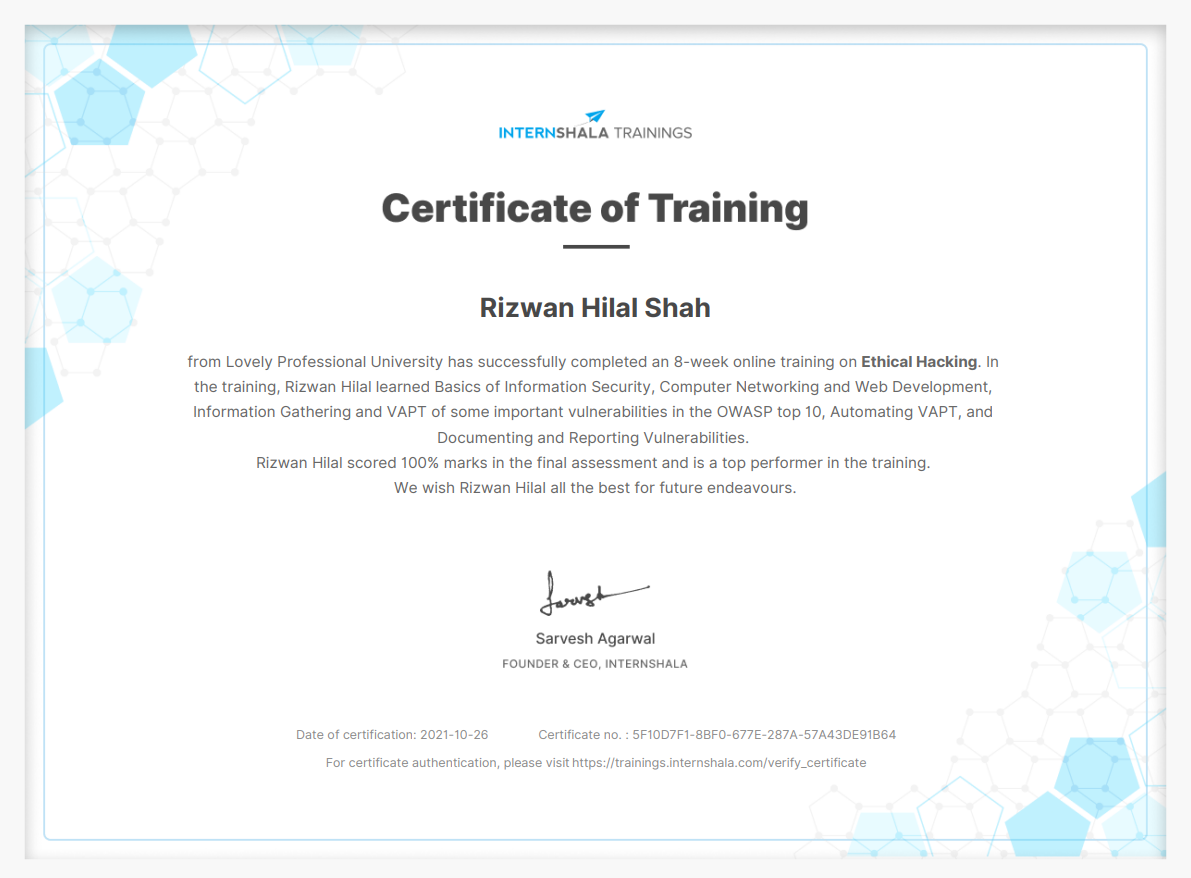 INTERNSHALA TRAININGS
Certificate of Training
Rizwan Hilal Shah
from Lovely Professional University has successfully completed an 8-week online training on Ethical Hacking. In
the training, Rizwan Hilal learned Basics of Information Security, Computer Networking and Web Development,
Information Gathering and VAPT of some important vulnerabilities in the OWASP top 10, Automating VAPT, and
Documenting and Reporting Vulnerabilities.
Rizwan Hilal scored 100% marks in the final assessment and is a top performer in the training.
We wish Rizwan Hilal all the best for future endeavours.
Sarvesh
Sarvesh Agarwal
FOUNDER & CEO, INTERNSHALA
Date of certification: 2021-10-26 Certificate no. : 5F10D7F1-8BF0-677E-287A-57A43DE91B64
For certificate authentication, please visit https://trainings.internshala.com/verify_certificate